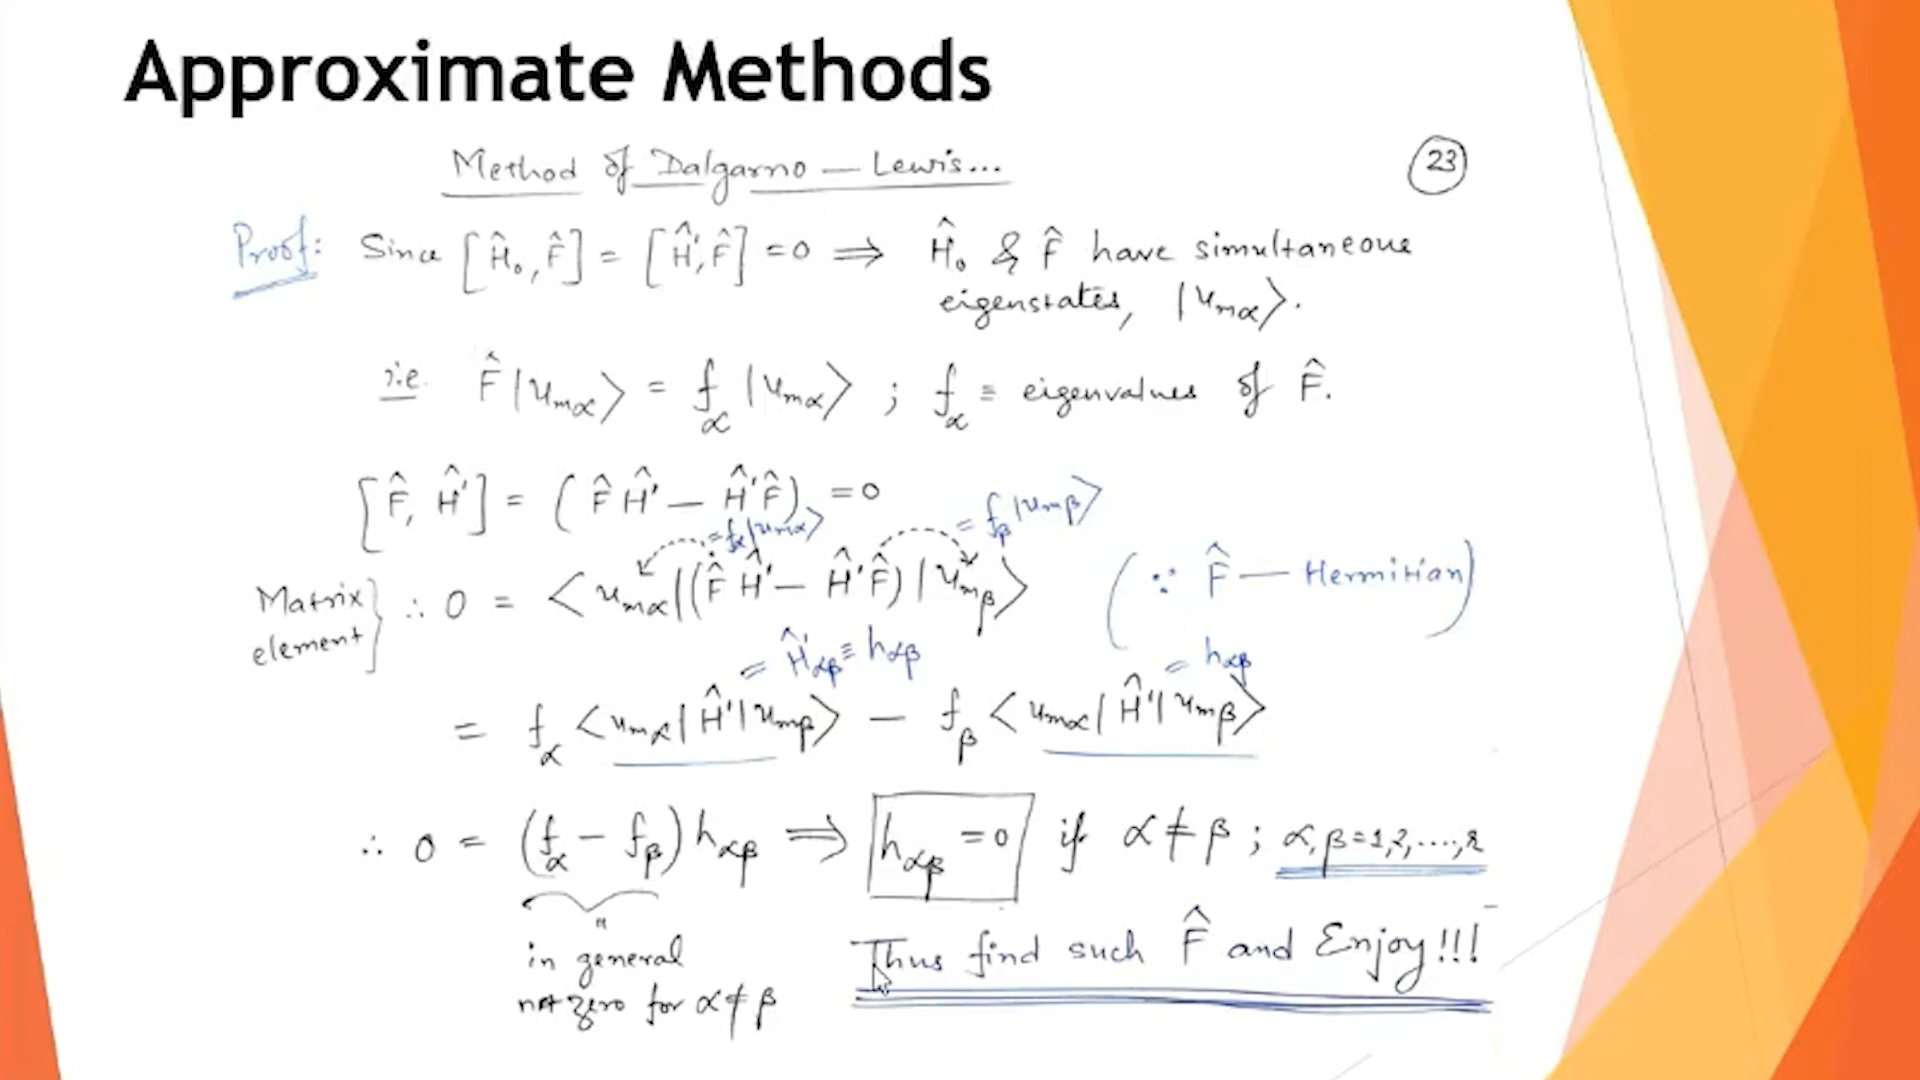 Approximate Methods
Method of Dalgarno — Lewis...
23
Proof: Since [Ĥ₀, F̂] = [Ĥ', F̂] = 0 ⇒ Ĥ₀ & F̂ have simultaneous
eigenstates, |u_mα⟩.
i.e. F̂|u_mα⟩ = f_α |u_mα⟩ ; f_α ≡ eigenvalues of F̂.
[F̂, Ĥ'] = (F̂Ĥ' — Ĥ'F̂) = 0
= f_α|u_mα⟩ = f_β|u_mβ⟩
Matrix element} ∴ 0 = ⟨u_mα|(F̂Ĥ' — Ĥ'F̂)|u_mβ⟩ (∵ F̂ — Hermitian)
= Ĥ'_αβ ≡ h_αβ = h_αβ
= f_α ⟨u_mα|Ĥ'|u_mβ⟩ — f_β ⟨u_mα|Ĥ'|u_mβ⟩
∴ 0 = (f_α — f_β) h_αβ ⇒ h_αβ = 0 if α ≠ β ; α, β = 1, 2, ...., r
in general
not zero for α ≠ β
Thus find such F̂ and Enjoy!!!